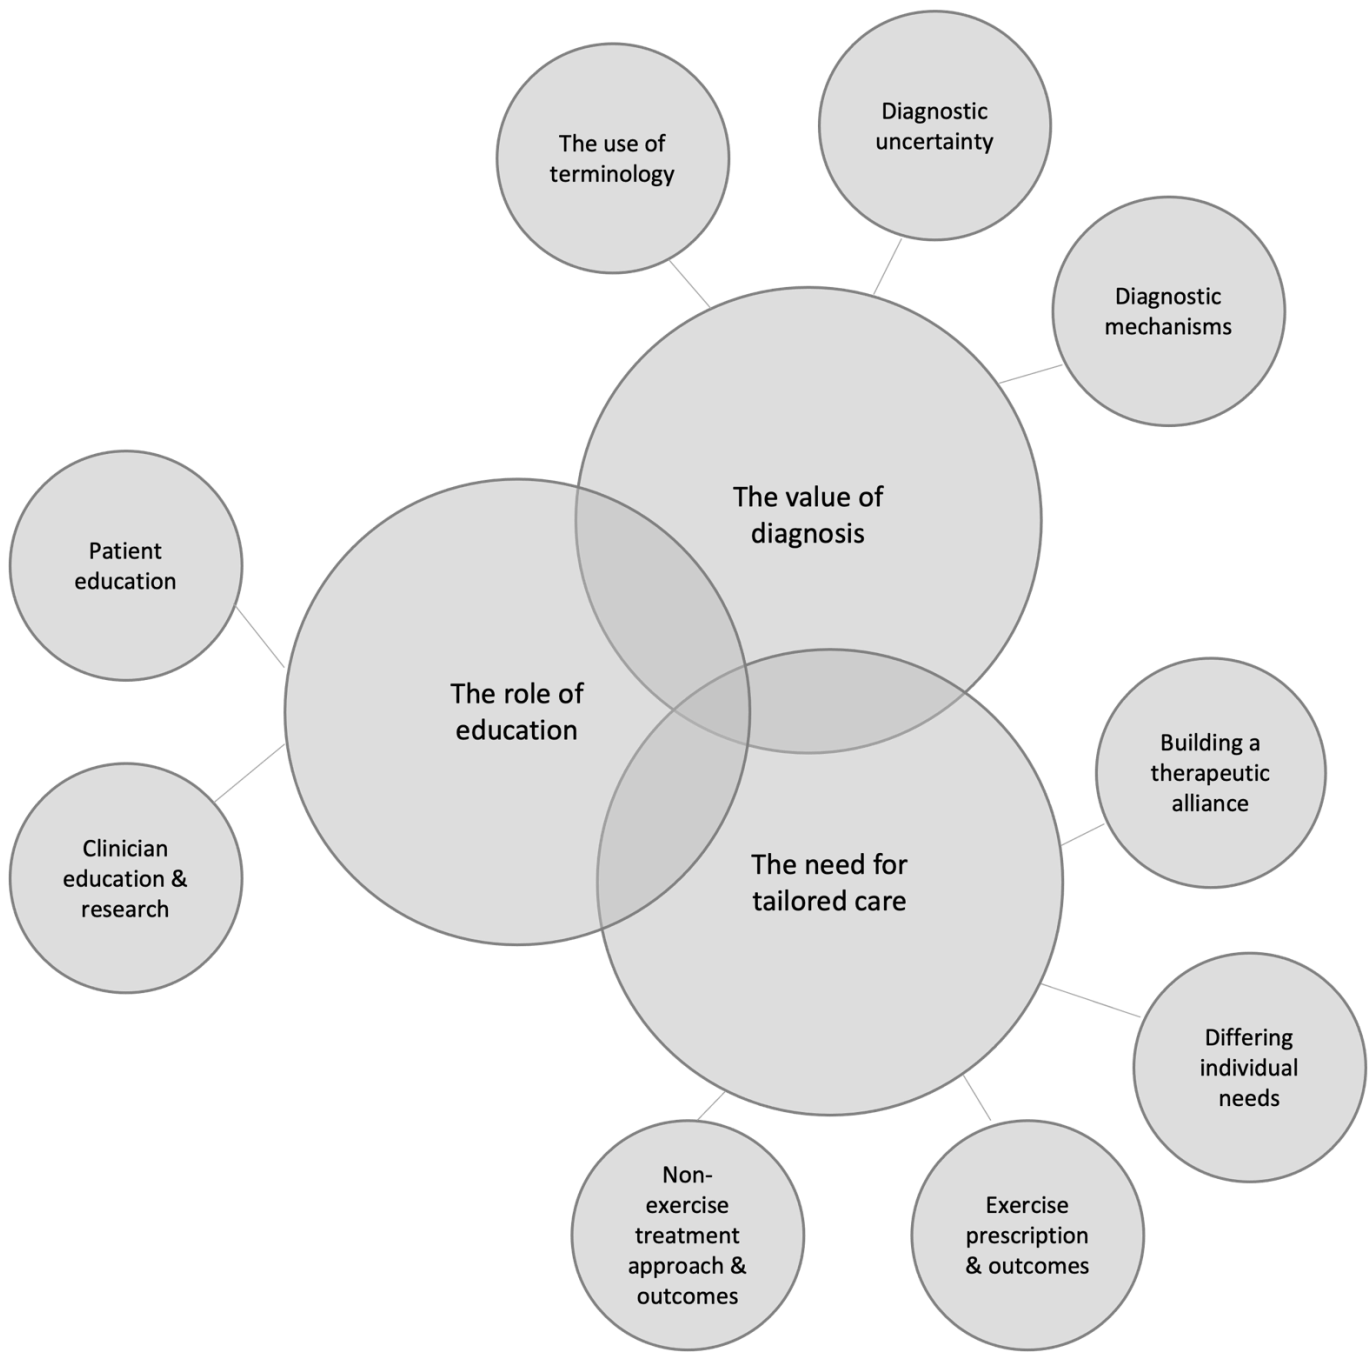 The use of
terminology
Diagnostic
uncertainty
Diagnostic
mechanisms
The value of
diagnosis
Patient
education
The role of
education
Clinician
education &
research
Building a
therapeutic
alliance
The need for
tailored care
Differing
individual
needs
Non-
exercise
treatment
approach &
outcomes
Exercise
prescription
& outcomes